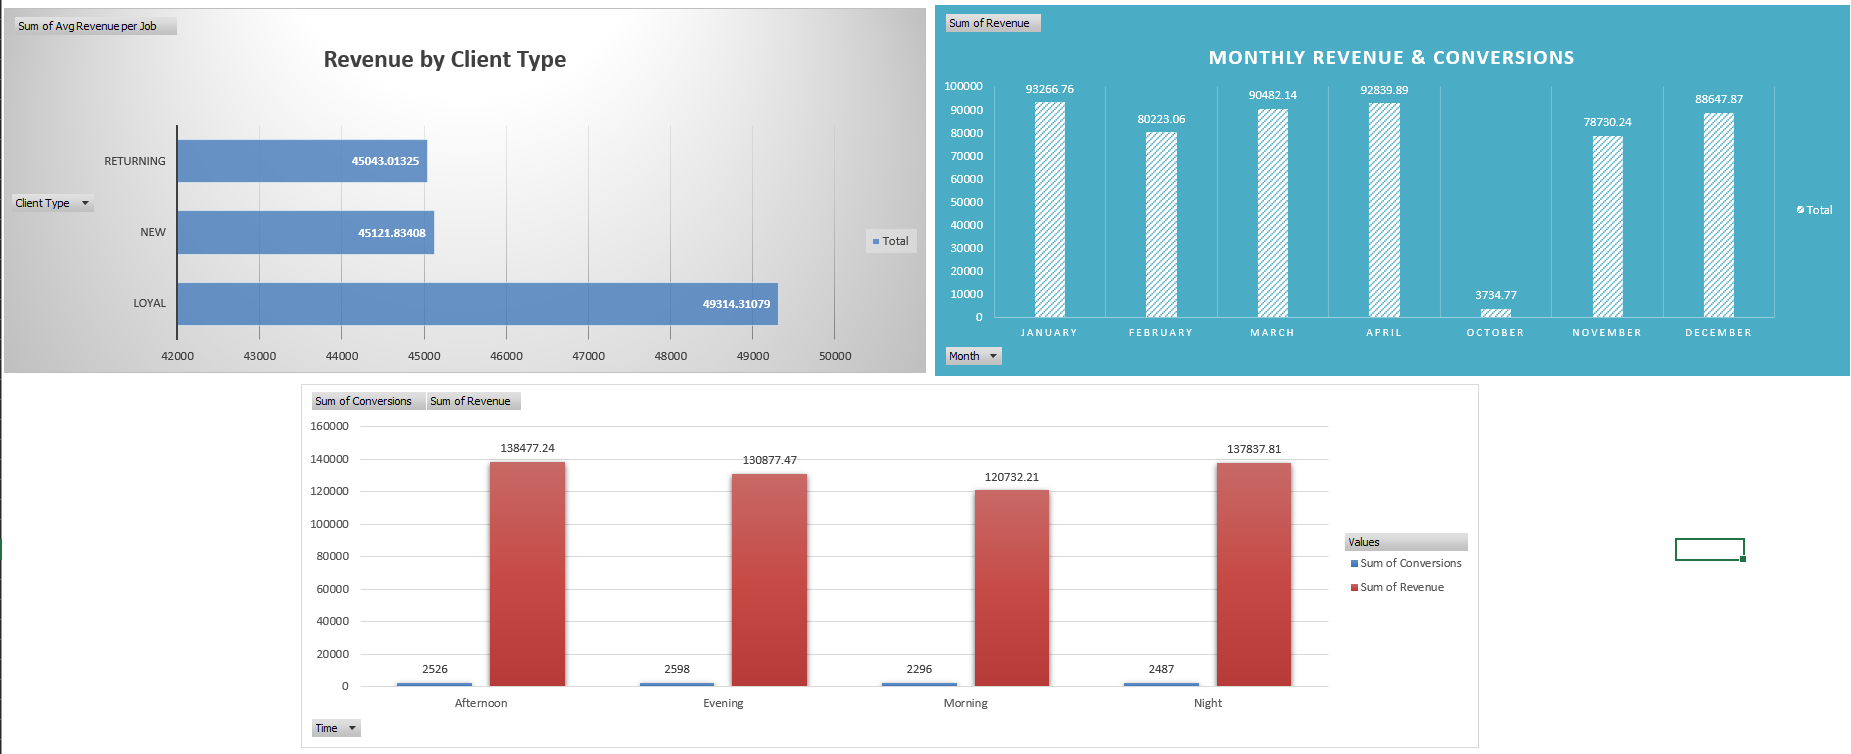 Sum of Avg Revenue per Job
Revenue by Client Type
RETURNING
45043.01325
Client Type
NEW
45121.83408
Total
LOYAL
49314.31079
42000 43000 44000 45000 46000 47000 48000 49000 50000
Sum of Revenue
MONTHLY REVENUE & CONVERSIONS
100000
90000
80000
70000
60000
50000
40000
30000
20000
10000
0
93266.76
80223.06
90482.14
92839.89
3734.77
78730.24
88647.87
Total
JANUARY FEBRUARY MARCH APRIL OCTOBER NOVEMBER DECEMBER
Month
Sum of Conversions Sum of Revenue
160000
140000
120000
100000
80000
60000
40000
20000
0
138477.24
130877.47
120732.21
137837.81
2526
2598
2296
2487
Afternoon Evening Morning Night
Values
Sum of Conversions
Sum of Revenue
Time